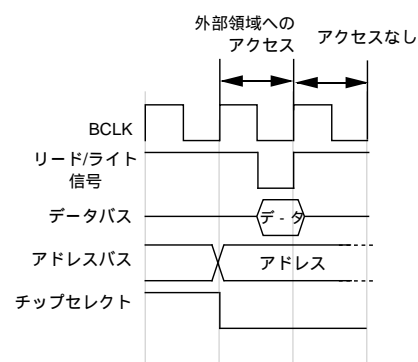 外部領域への
アクセス
アクセスなし
BCLK
リード/ライト
信号
データバス
デ - タ
アドレスバス
アドレス
チップセレクト